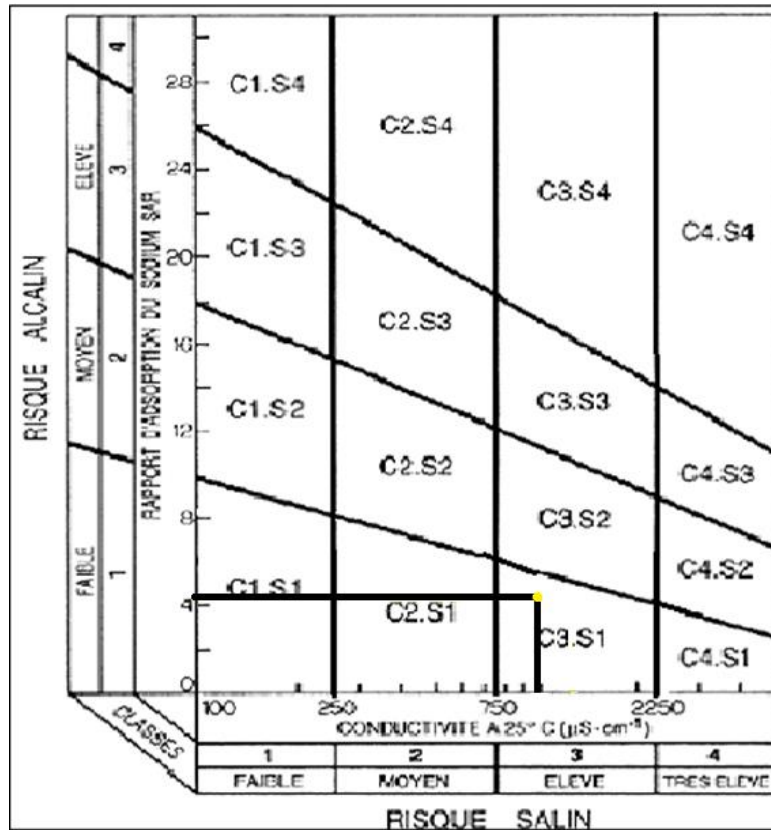 RISQUE ALCALIN
ELEVE
MOYEN
FAIBLE
4
3
2
1
RAPPORT D'ADSORPTION DU SODIUM SAR
28
24
20
16
12
8
4
0
C1.S4
C2.S4
C3.S4
C4.S4
C1.S3
C2.S3
C3.S3
C4.S3
C1.S2
C2.S2
C3.S2
C4.S2
C1.S1
C2.S1
C3.S1
C4.S1
100 250 750 2250
CONDUCTIVITE A 25° C (µS·cm⁻¹)
CLASSES
1 2 3 4
FAIBLE MOYEN ELEVE TRES ELEVE
RISQUE SALIN